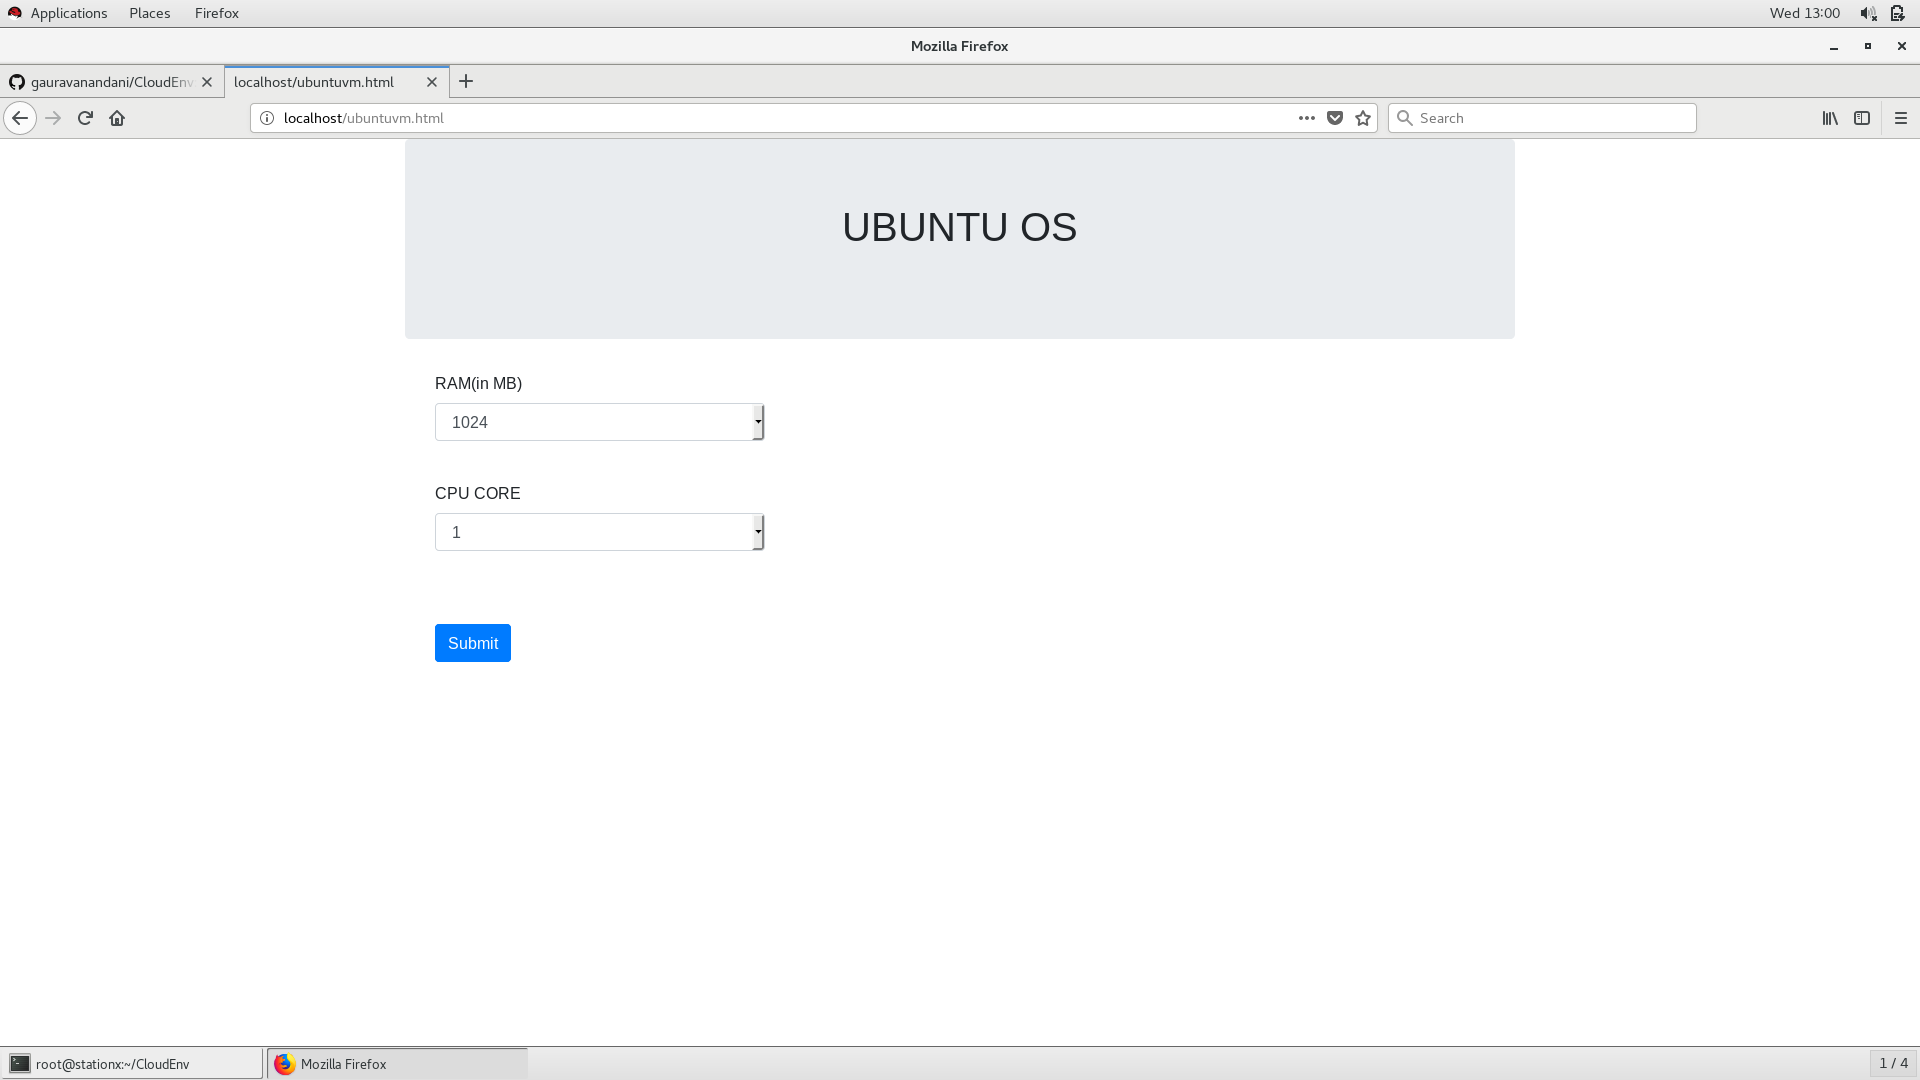 Applications Places Firefox Wed 13:00
Mozilla Firefox
gauravanandani/CloudEnv localhost/ubuntuvm.html
localhost/ubuntuvm.html Search
UBUNTU OS
RAM(in MB)
1024
CPU CORE
1
Submit
root@stationx:~/CloudEnv Mozilla Firefox 1 / 4